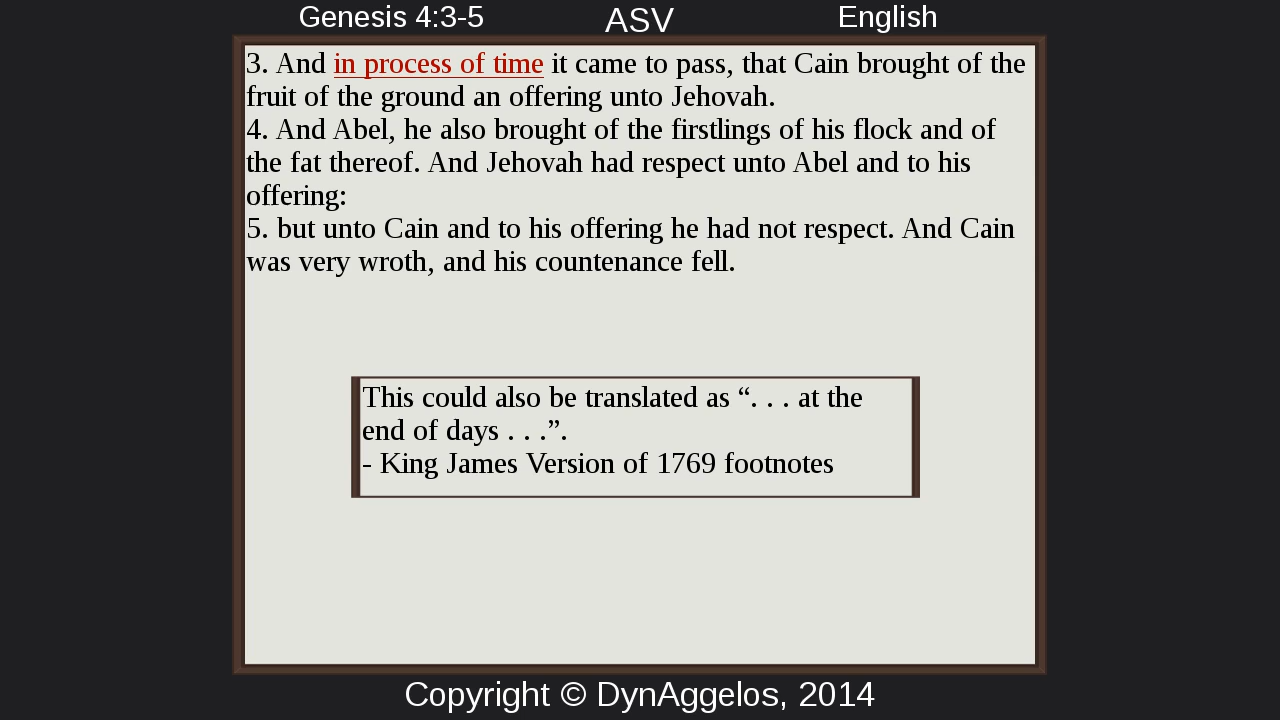 Genesis 4:3-5 ASV English
3. And in process of time it came to pass, that Cain brought of the
fruit of the ground an offering unto Jehovah.
4. And Abel, he also brought of the firstlings of his flock and of
the fat thereof. And Jehovah had respect unto Abel and to his
offering:
5. but unto Cain and to his offering he had not respect. And Cain
was very wroth, and his countenance fell.
This could also be translated as “. . . at the
end of days . . .”.
- King James Version of 1769 footnotes
Copyright © DynAggelos, 2014